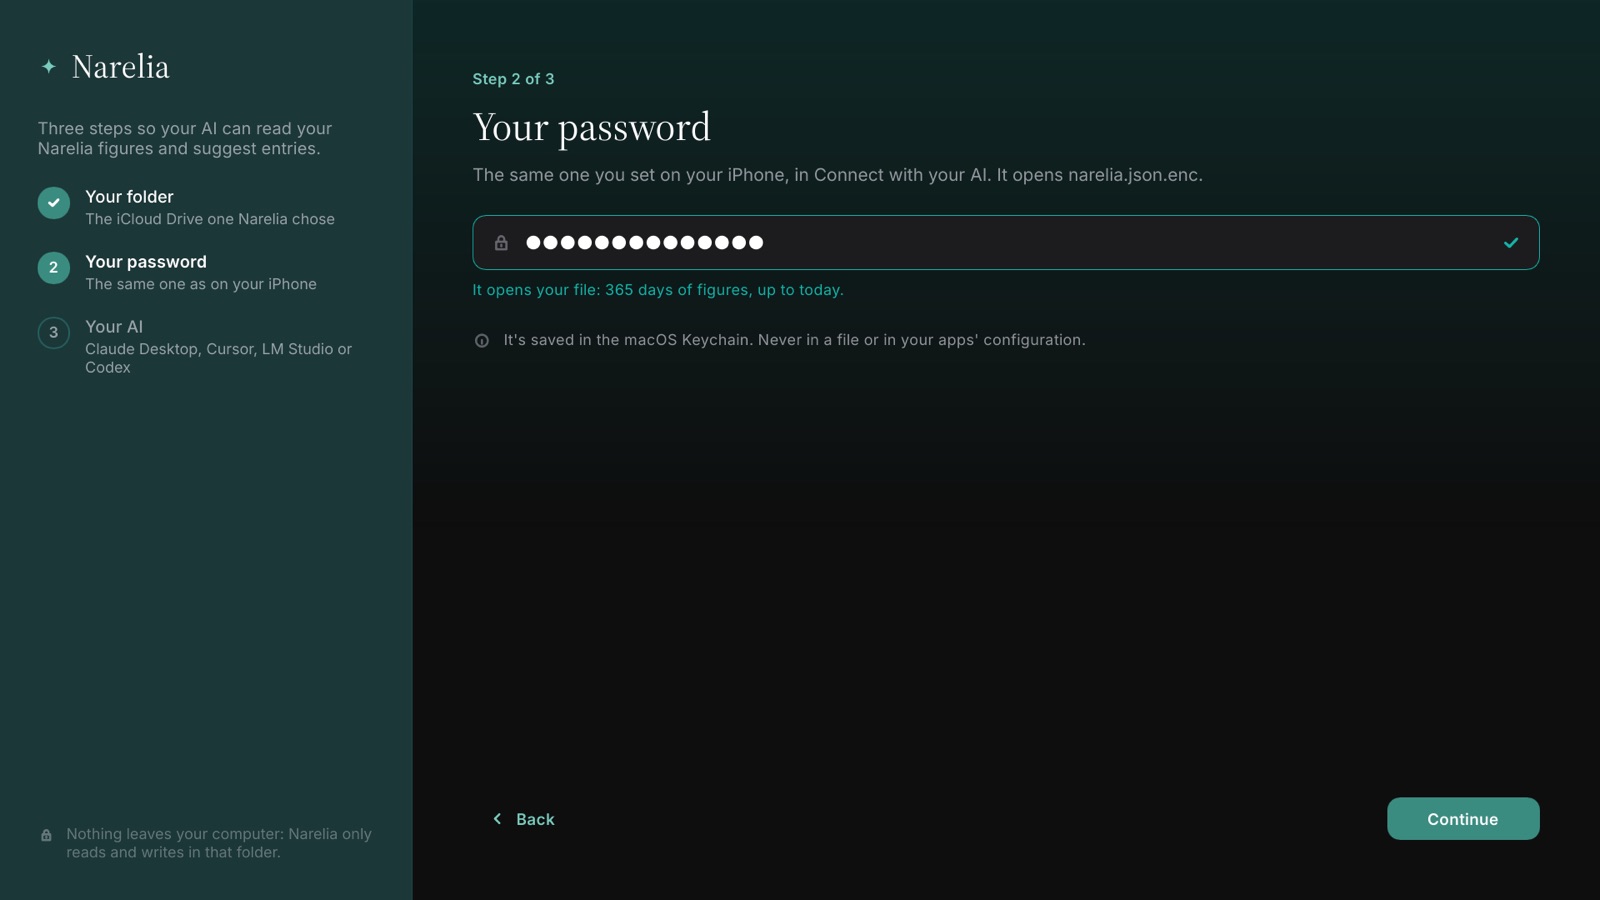 Narelia
Three steps so your AI can read your
Narelia figures and suggest entries.
Your folder
The iCloud Drive one Narelia chose
2
Your password
The same one as on your iPhone
3
Your AI
Claude Desktop, Cursor, LM Studio or
Codex
Nothing leaves your computer: Narelia only
reads and writes in that folder.
Step 2 of 3
Your password
The same one you set on your iPhone, in Connect with your AI. It opens narelia.json.enc.
●●●●●●●●●●●●●●
It opens your file: 365 days of figures, up to today.
It's saved in the macOS Keychain. Never in a file or in your apps' configuration.
Back
Continue